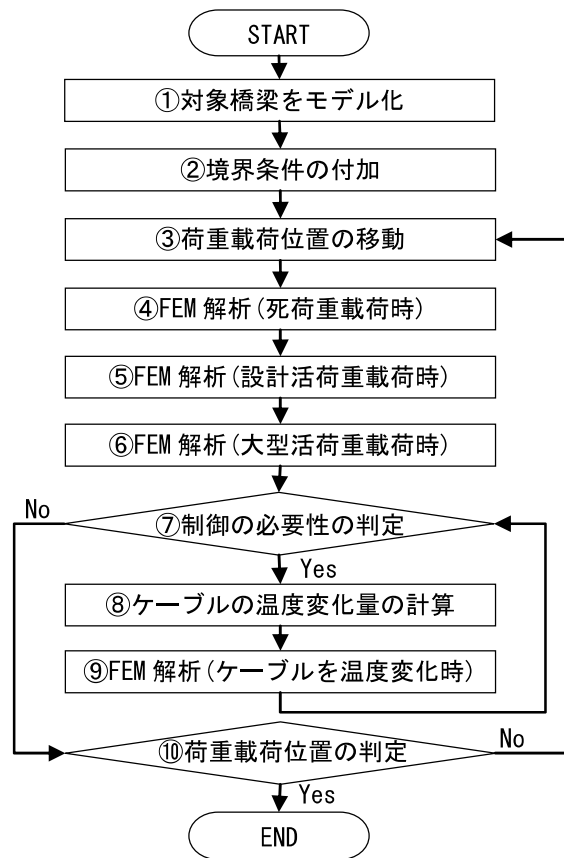 START
①対象橋梁をモデル化
②境界条件の付加
③荷重載荷位置の移動
④FEM 解析(死荷重載荷時)
⑤FEM 解析(設計活荷重載荷時)
⑥FEM 解析(大型活荷重載荷時)
No
⑦制御の必要性の判定
Yes
⑧ケーブルの温度変化量の計算
⑨FEM 解析(ケーブルを温度変化時)
⑩荷重載荷位置の判定
No
Yes
END